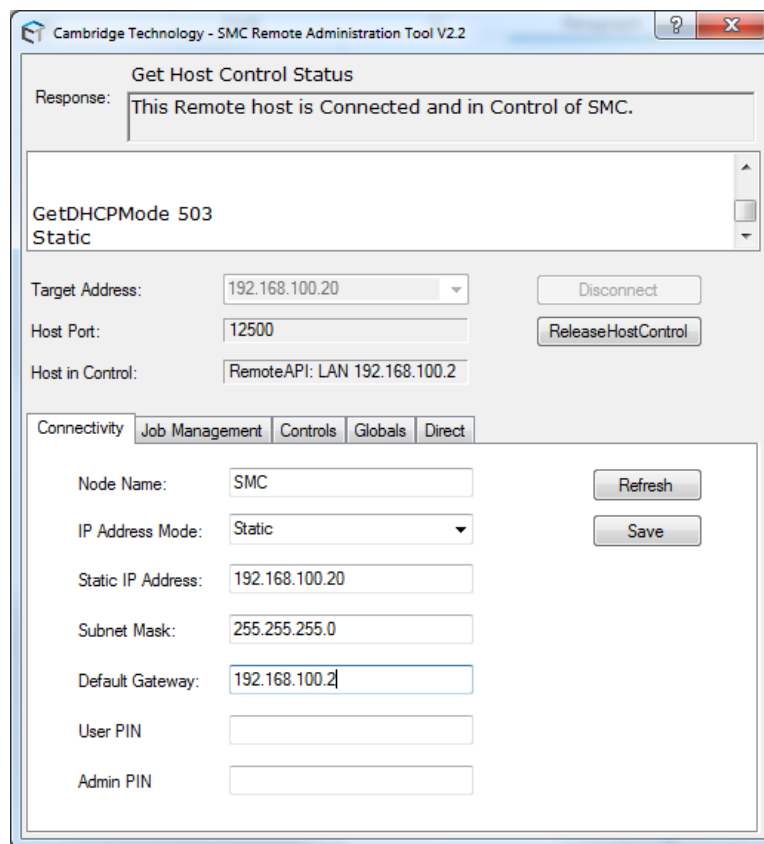 Cambridge Technology - SMC Remote Administration Tool V2.2
Get Host Control Status
Response:
This Remote host is Connected and in Control of SMC.
GetDHCPMode 503
Static
Target Address: 192.168.100.20 Disconnect
Host Port: 12500 ReleaseHostControl
Host in Control: RemoteAPI: LAN 192.168.100.2
Connectivity Job Management Controls Globals Direct
Node Name: SMC Refresh
IP Address Mode: Static Save
Static IP Address: 192.168.100.20
Subnet Mask: 255.255.255.0
Default Gateway: 192.168.100.2
User PIN
Admin PIN